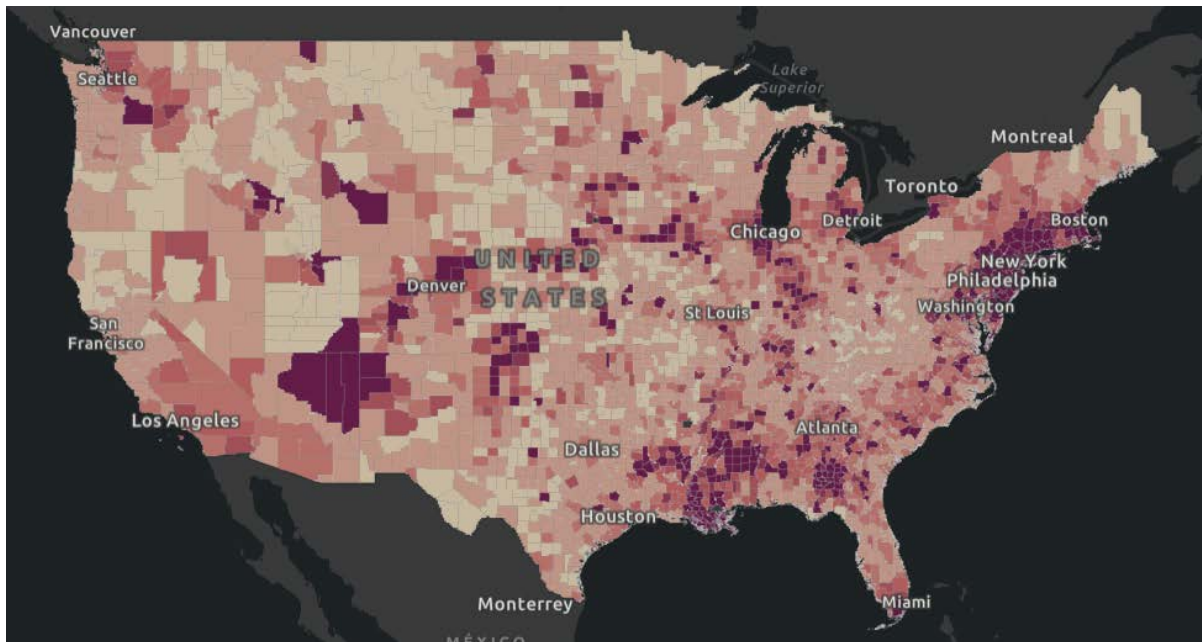 Vancouver
Seattle
Lake
Superior
Montreal
Toronto
Boston
Detroit
Chicago
New York
UNITED
STATES
Philadelphia
Denver
Washington
St Louis
San
Francisco
Los Angeles
Atlanta
Dallas
Houston
Miami
Monterrey
MÉXICO